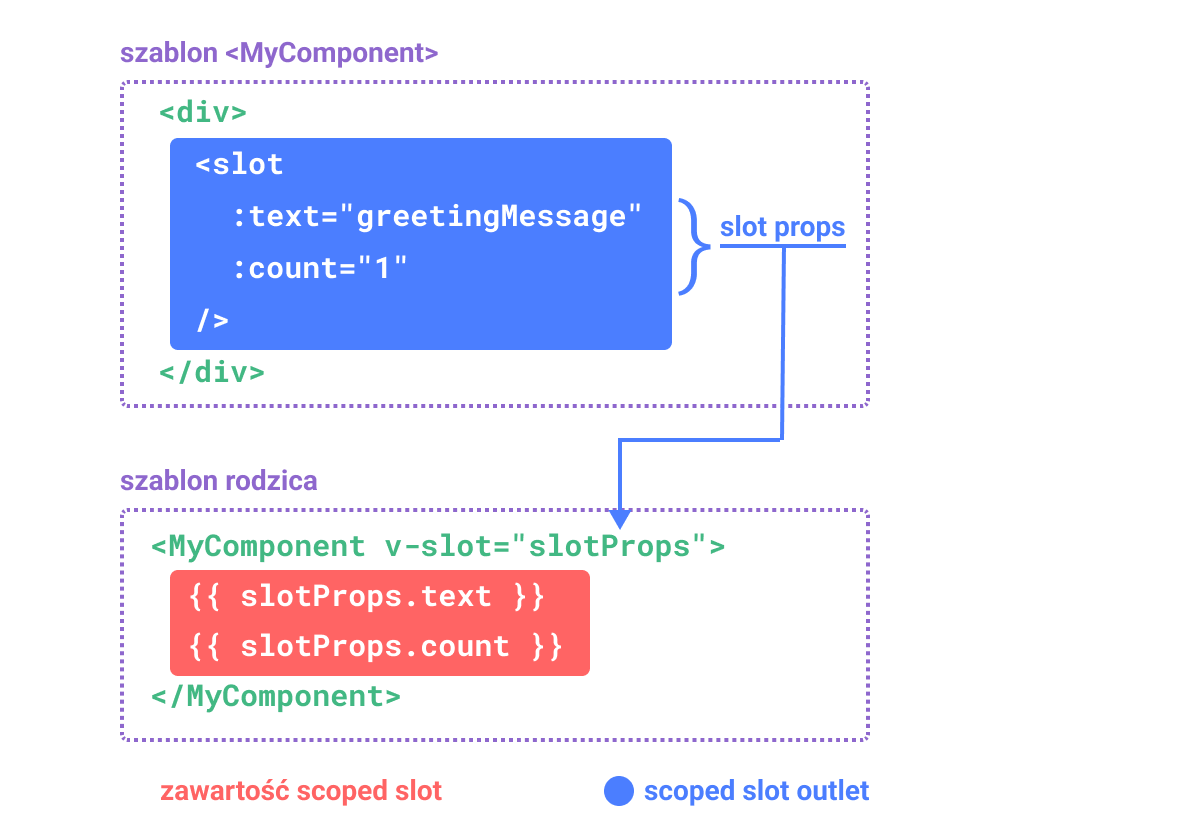 szablon <MyComponent>
<div>
<slot
:text="greetingMessage"
:count="1"
/>
slot props
</div>
szablon rodzica
<MyComponent v-slot="slotProps">
{{ slotProps.text }}
{{ slotProps.count }}
</MyComponent>
zawartość scoped slot
scoped slot outlet